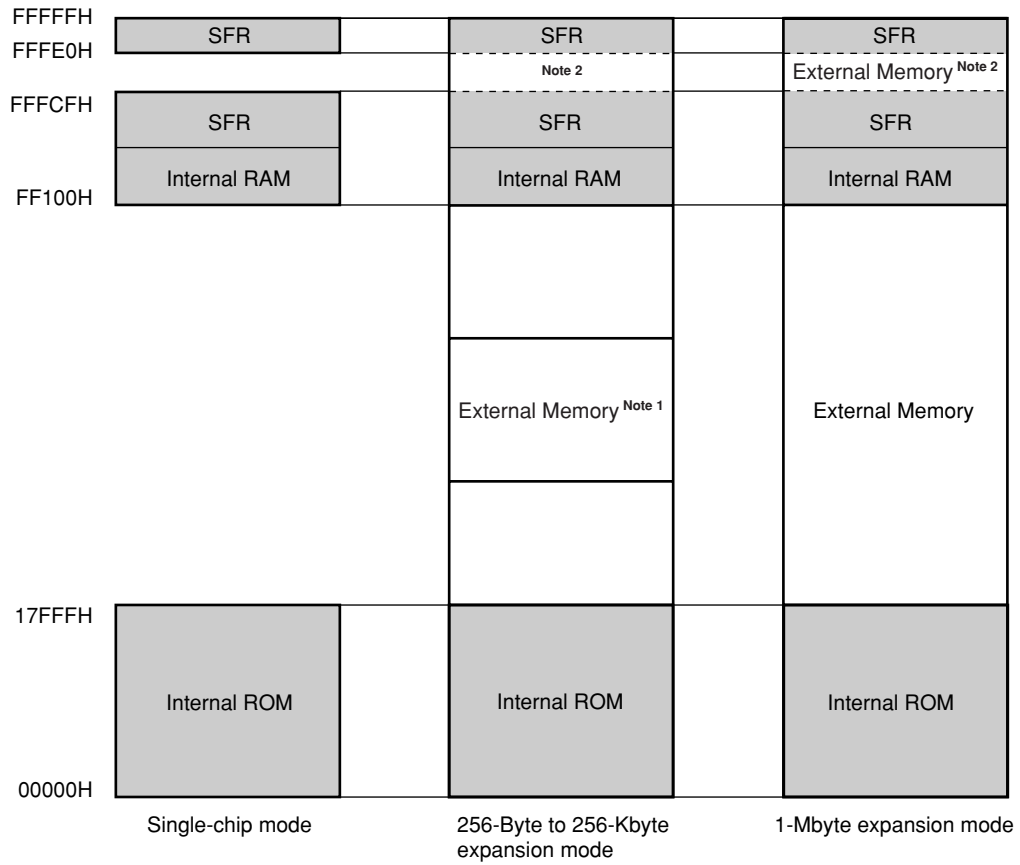 FFFFFH
SFR
SFR
SFR
FFFE0H
Note 2
External Memory Note 2
FFFCFH
SFR
SFR
SFR
Internal RAM
Internal RAM
Internal RAM
FF100H
External Memory Note 1
External Memory
17FFFH
Internal ROM
Internal ROM
Internal ROM
00000H
Single-chip mode
256-Byte to 256-Kbyte
expansion mode
1-Mbyte expansion mode